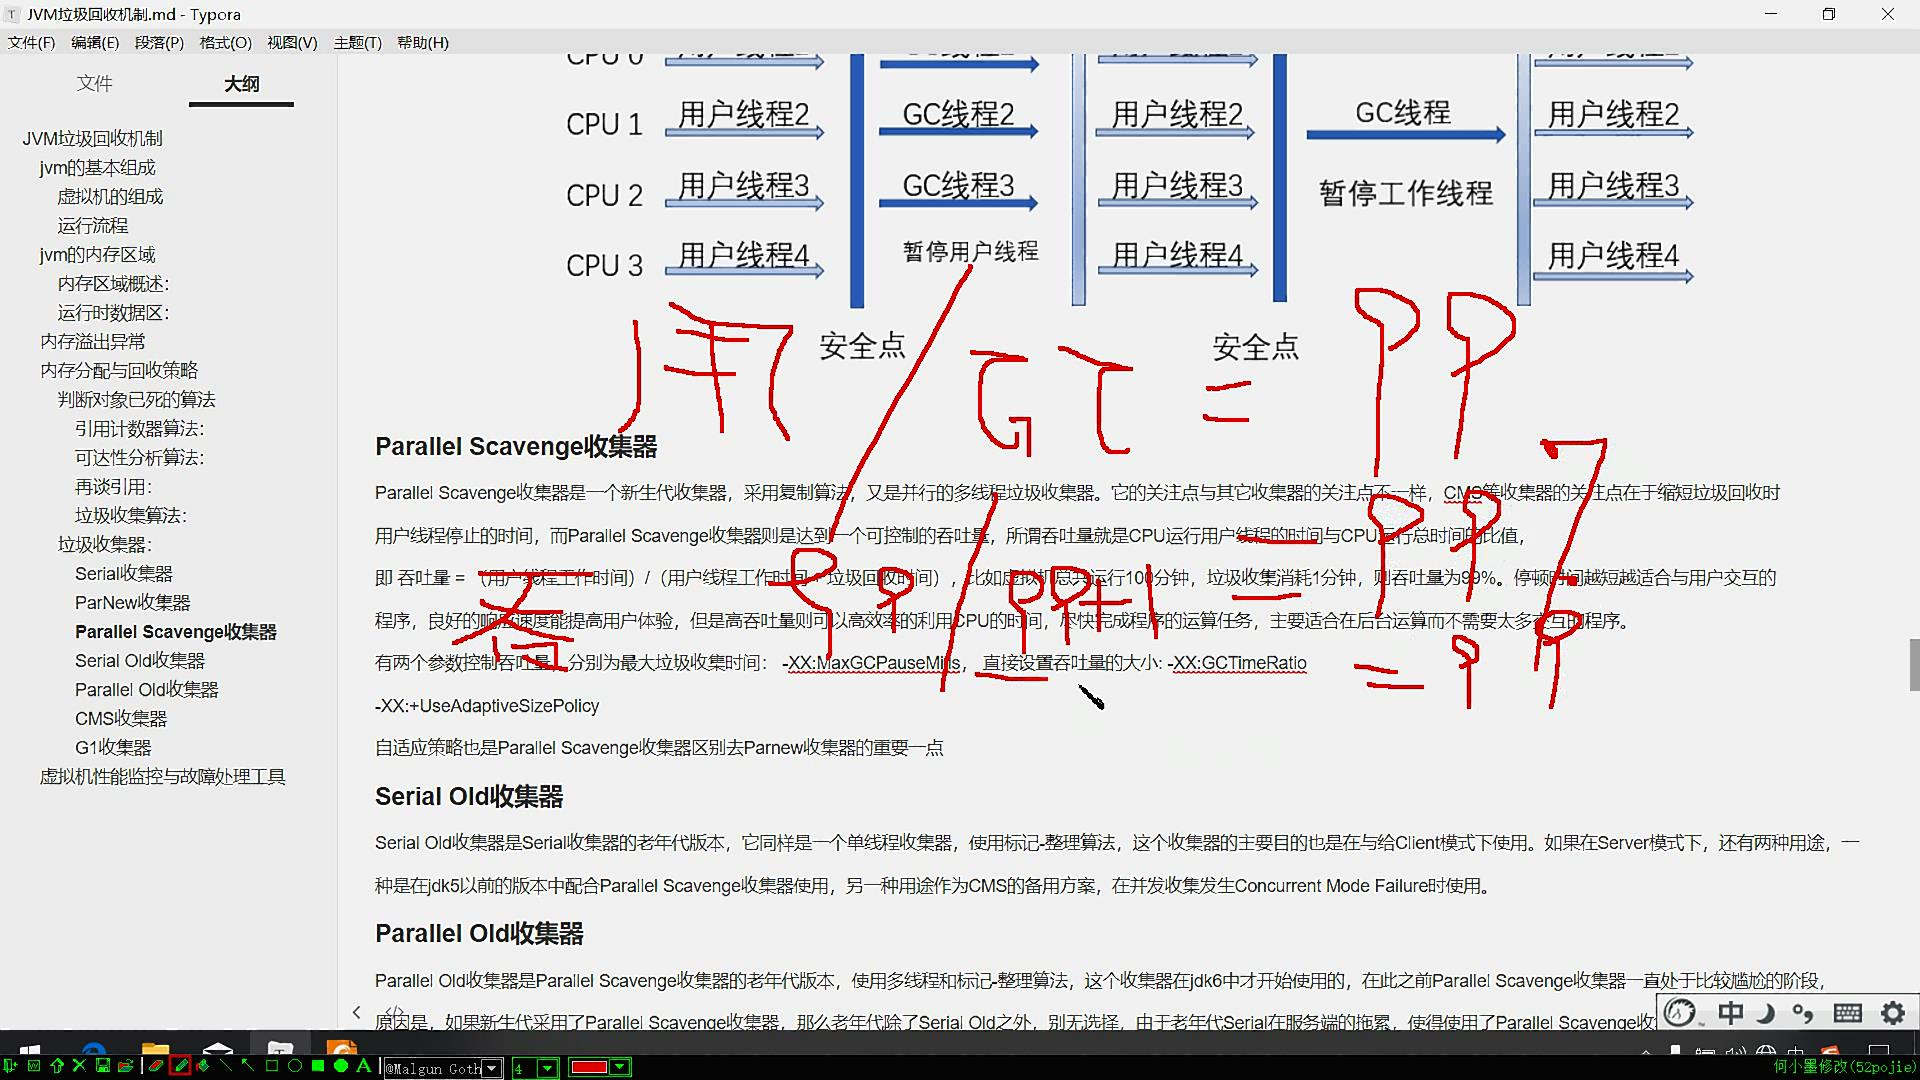 JVM垃圾回收机制.md - Typora
文件(F) 编辑(E) 段落(P) 格式(O) 视图(V) 主题(T) 帮助(H)
文件 大纲
JVM垃圾回收机制
jvm的基本组成
虚拟机的组成
运行流程
jvm的内存区域
内存区域概述：
运行时数据区：
内存溢出异常
内存分配与回收策略
判断对象已死的算法
引用计数器算法：
可达性分析算法：
再谈引用：
垃圾收集算法：
垃圾收集器：
Serial收集器
ParNew收集器
Parallel Scavenge收集器
Serial Old收集器
Parallel Old收集器
CMS收集器
G1收集器
虚拟机性能监控与故障处理工具
CPU 0
CPU 1 用户线程2 GC线程2 用户线程2 GC线程 用户线程2
CPU 2 用户线程3 GC线程3 用户线程3 暂停工作线程 用户线程3
CPU 3 用户线程4 暂停用户线程 用户线程4 用户线程4
安全点 安全点
GC = 99
Parallel Scavenge收集器
Parallel Scavenge收集器是一个新生代收集器，采用复制算法，又是并行的多线程垃圾收集器。它的关注点与其它收集器的关注点不一样，CMS等收集器的关注点在于缩短垃圾回收时
用户线程停止的时间，而Parallel Scavenge收集器则是达到一个可控制的吞吐量，所谓吞吐量就是CPU运行用户线程的时间与CPU运行总时间的比值，
即 吞吐量 = （用户线程工作时间）/（用户线程工作时间 + 垃圾回收时间），比如虚拟机总共运行100分钟，垃圾收集消耗1分钟，则吞吐量为99%。停顿时间越短越适合与用户交互的
程序，良好的响应速度能提高用户体验，但是高吞吐量则可以高效率的利用CPU的时间，尽快完成程序的运算任务，主要适合在后台运算而不需要太多交互的程序。
有两个参数控制吞吐量，分别为最大垃圾收集时间： -XX:MaxGCPauseMills， 直接设置吞吐量的大小: -XX:GCTimeRatio
-XX:+UseAdaptiveSizePolicy
自适应策略也是Parallel Scavenge收集器区别去Parnew收集器的重要一点
Serial Old收集器
Serial Old收集器是Serial收集器的老年代版本，它同样是一个单线程收集器，使用标记-整理算法，这个收集器的主要目的也是在与给Client模式下使用。如果在Server模式下，还有两种用途，一
种是在jdk5以前的版本中配合Parallel Scavenge收集器使用，另一种用途作为CMS的备用方案，在并发收集发生Concurrent Mode Failure时使用。
Parallel Old收集器
Parallel Old收集器是Parallel Scavenge收集器的老年代版本，使用多线程和标记-整理算法，这个收集器在jdk6中才开始使用的，在此之前Parallel Scavenge收集器一直处于比较尴尬的阶段，
原因是，如果新生代采用了Parallel Scavenge收集器，那么老年代除了Serial Old之外，别无选择，由于老年代Serial在服务端的拖累，使得使用了Parallel Scavenge收
中
@Malgun Goth 4
何小墨修改(52pojie)